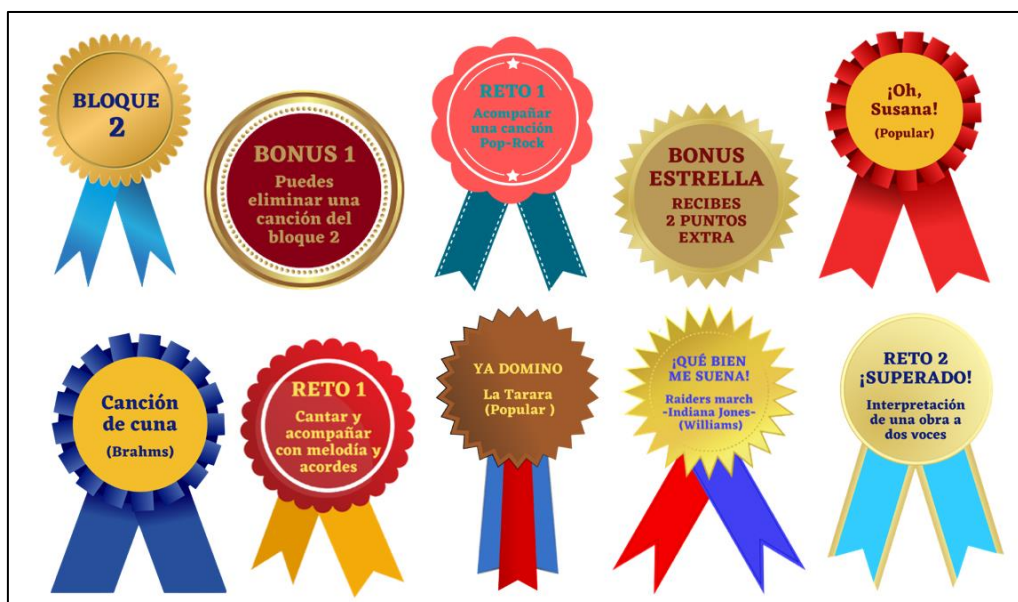 BLOQUE
2
BONUS 1
Puedes
eliminar una
canción del
bloque 2
RETO 1
Acompañar
una canción
Pop-Rock
BONUS
ESTRELLA
RECIBES
2 PUNTOS
EXTRA
¡Oh,
Susana!
(Popular)
Canción
de cuna
(Brahms)
RETO 1
Cantar y
acompañar
con melodía y
acordes
YA DOMINO
La Tarara
(Popular )
¡QUÉ BIEN
ME SUENA!
Raiders march
-Indiana Jones-
(Williams)
RETO 2
¡SUPERADO!
Interpretación
de una obra a
dos voces